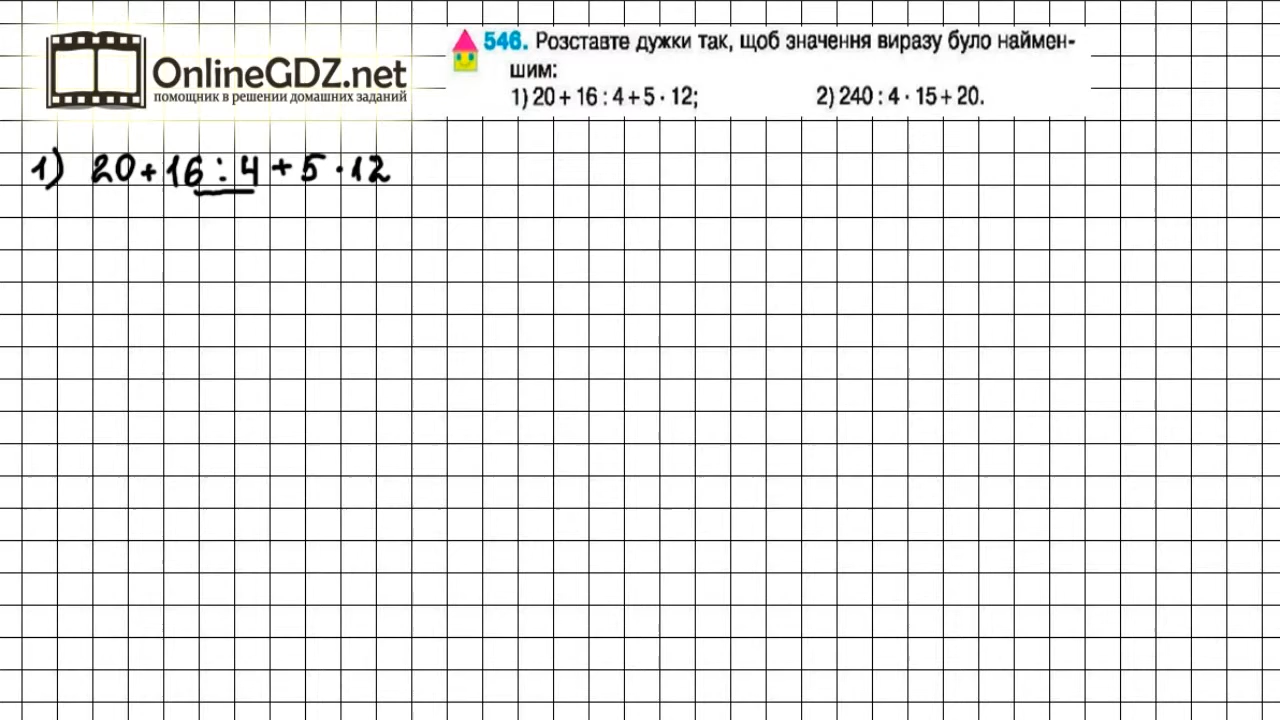 OnlineGDZ.net
помощник в решении домашних заданий
546. Розставте дужки так, щоб значення виразу було наймен-
шим:
1) 20 + 16 : 4 + 5 · 12; 2) 240 : 4 · 15 + 20.
1) 20 + 16 : 4 + 5 · 12